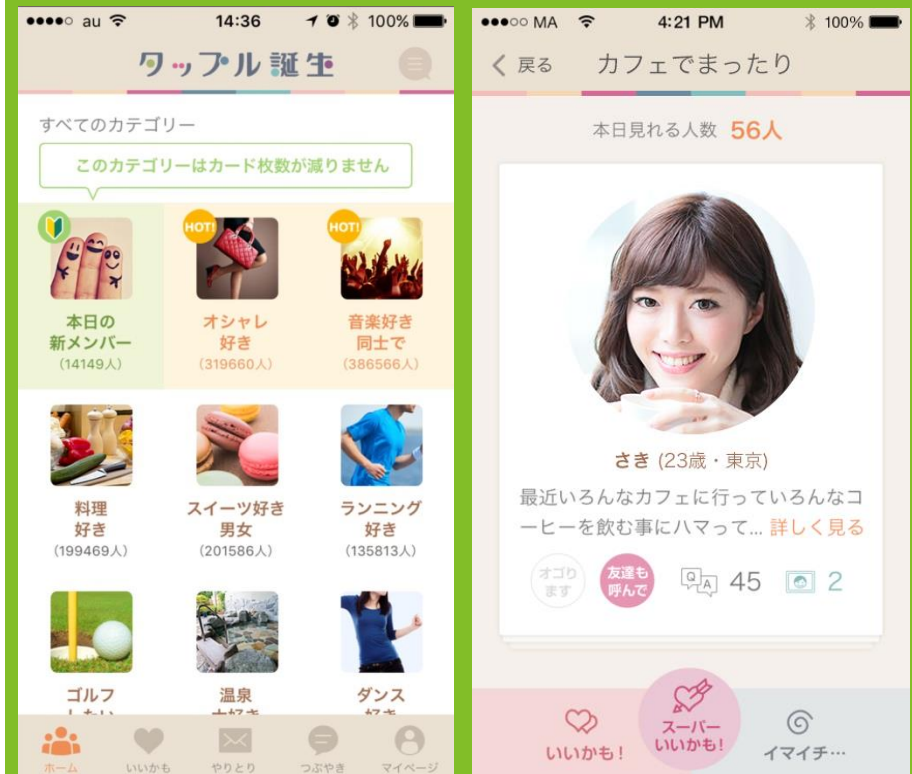 au
14:36
100%
タップル誕生
すべてのカテゴリー
このカテゴリーはカード枚数が減りません
HOT!
HOT!
本日の
新メンバー
(14149人)
オシャレ
好き
(319660人)
音楽好き
同士で
(386566人)
料理
好き
(199469人)
スイーツ好き
男女
(201586人)
ランニング
好き
(135813人)
ゴルフ
したい
温泉
大好き
ダンス
好き
ホーム
いいかも
やりとり
つぶやき
マイページ
MA
4:21 PM
100%
戻る
カフェでまったり
本日見れる人数 56人
さき (23歳・東京)
最近いろんなカフェに行っていろんなコ
ーヒーを飲む事にハマって... 詳しく見る
オゴり
ます
友達も
呼んで
Q A 45
2
いいかも!
スーパー
いいかも!
イマイチ…